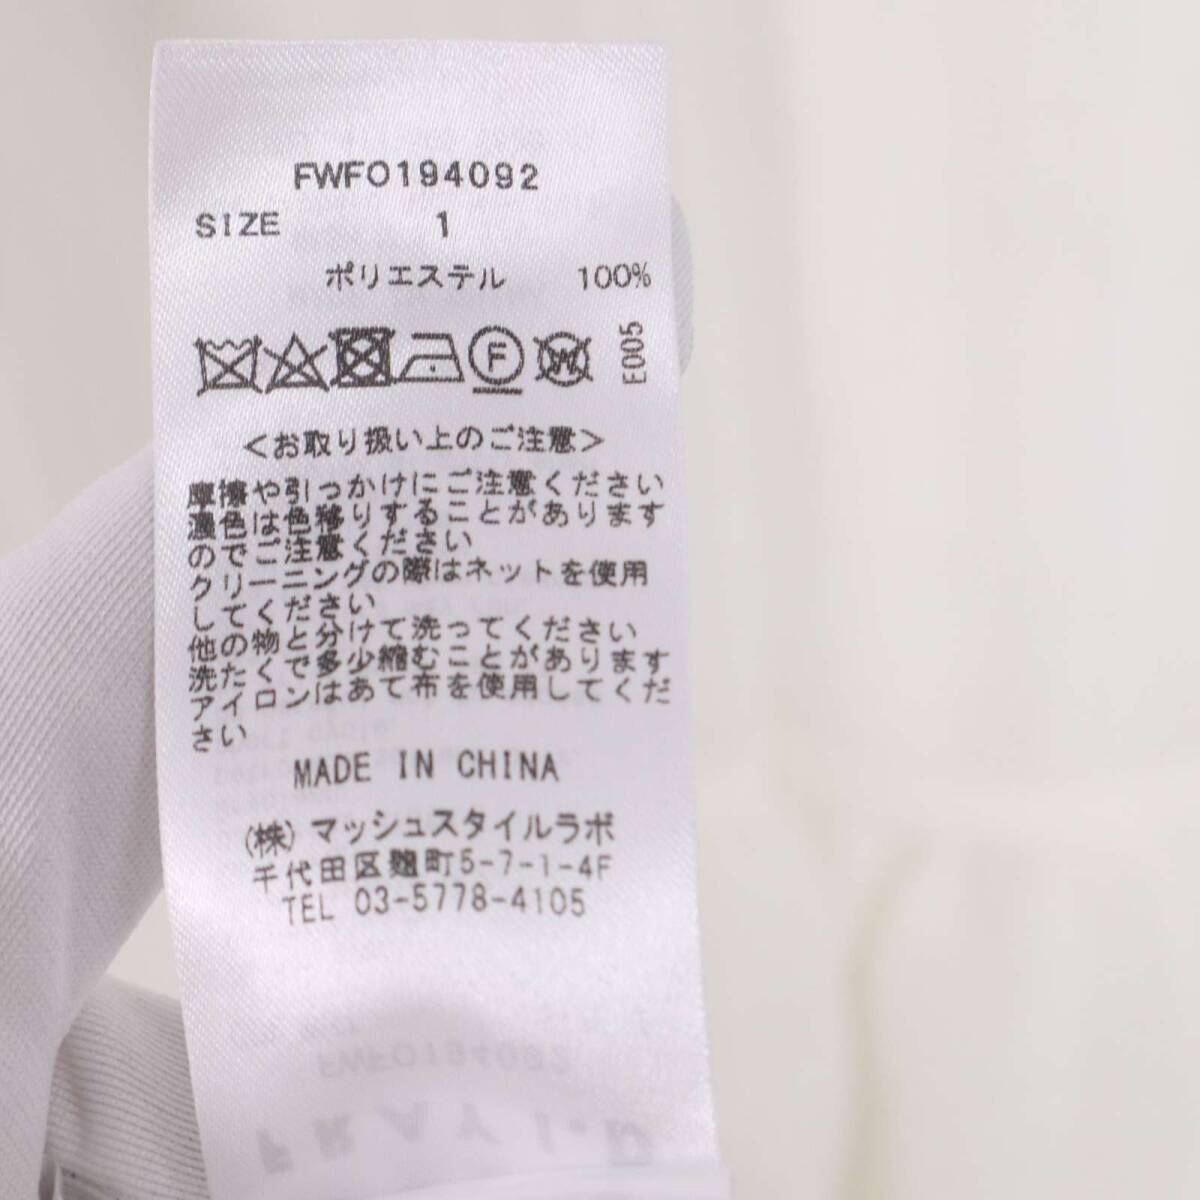 FWFO194092
SIZE 1
ポリエステル 100%
F W E005
＜お取り扱い上のご注意＞
摩擦や引っかけにご注意ください
濃色は色移りすることがあります
のでご注意ください
クリーニングの際はネットを使用
してください
他の物と分けて洗ってください
洗たくで多少縮むことがあります
アイロンはあて布を使用してくだ
さい
MADE IN CHINA
(株)マッシュスタイルラボ
千代田区麹町5-7-1-4F
TEL 03-5778-4105
FWFO194092
FRAY I.D